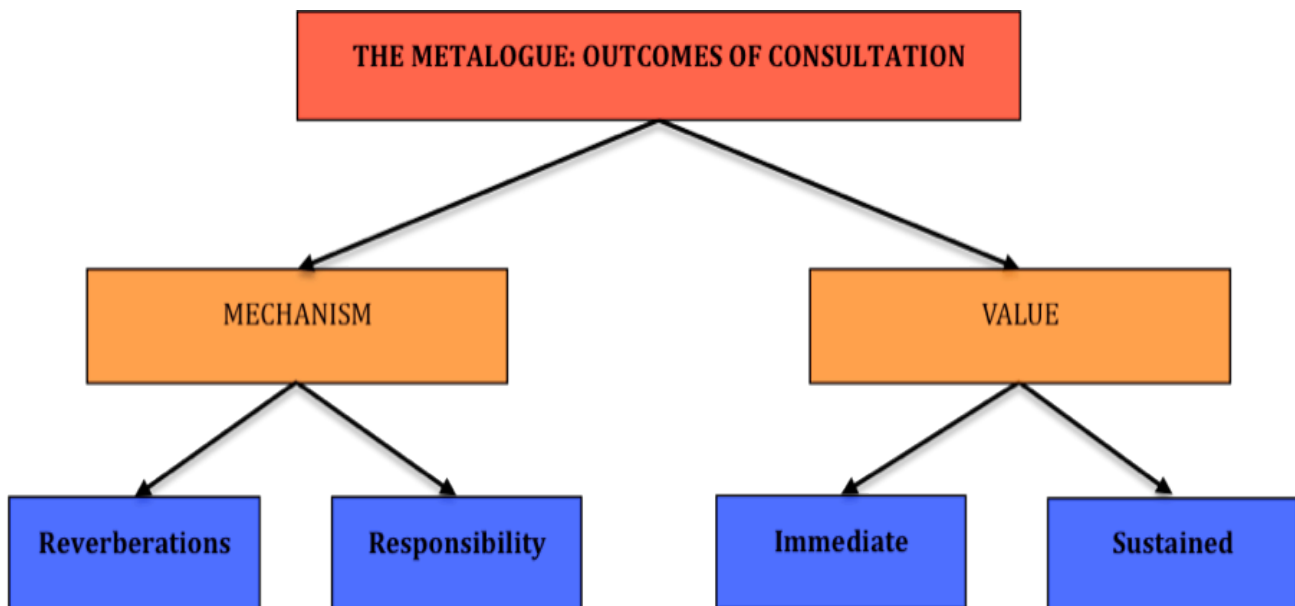 THE METALOGUE: OUTCOMES OF CONSULTATION
MECHANISM
VALUE
Reverberations
Responsibility
Immediate
Sustained